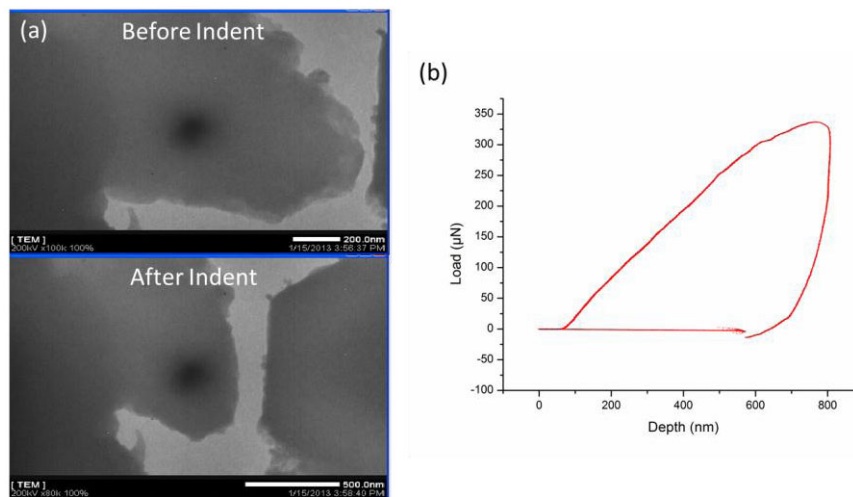 (a)
Before Indent
[ TEM ]
200.0nm
200kV x100k 100%
1/15/2013 3:56:37 PM
After Indent
[ TEM ]
500.0nm
200kV x80k 100%
1/15/2013 3:58:40 PM
(b)
350
300
250
200
150
100
50
0
-50
-100
Load (µN)
0 200 400 600 800
Depth (nm)